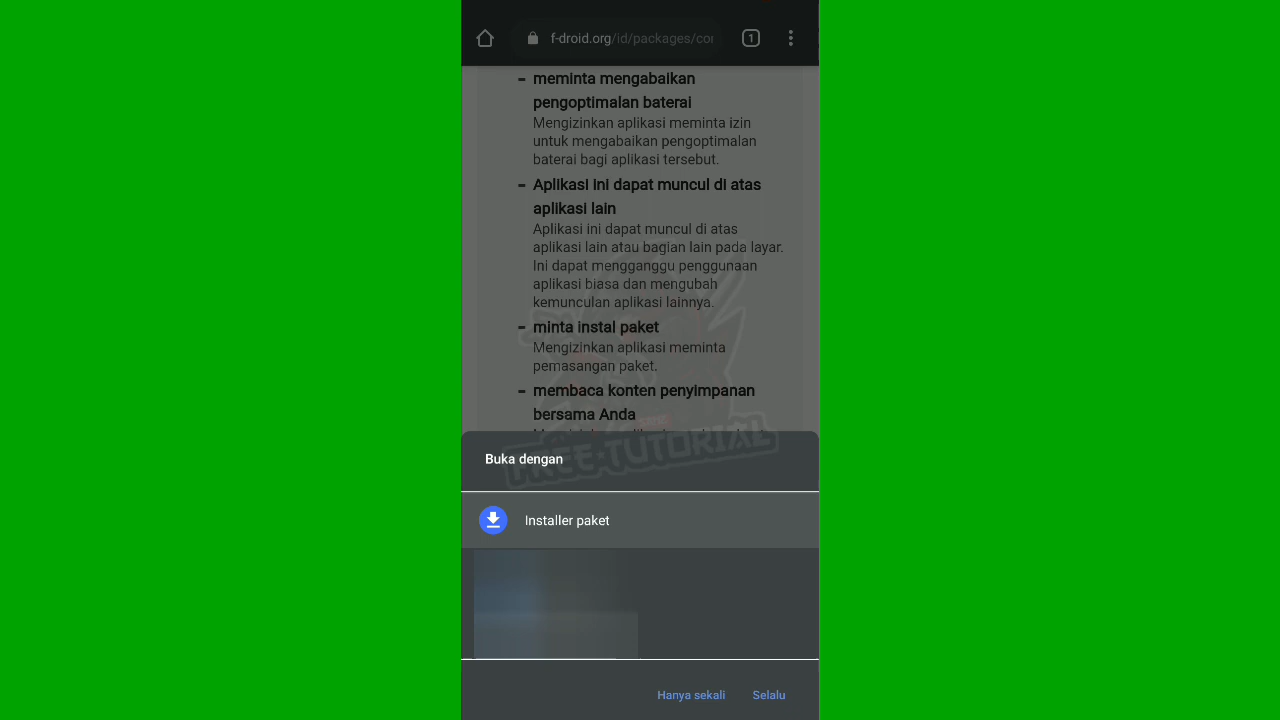 f-droid.org/id/packages/co
1
- meminta mengabaikan
pengoptimalan baterai
Mengizinkan aplikasi meminta izin
untuk mengabaikan pengoptimalan
baterai bagi aplikasi tersebut.
- Aplikasi ini dapat muncul di atas
aplikasi lain
Aplikasi ini dapat muncul di atas
aplikasi lain atau bagian lain pada layar.
Ini dapat mengganggu penggunaan
aplikasi biasa dan mengubah
kemunculan aplikasi lainnya.
- minta instal paket
Mengizinkan aplikasi meminta
pemasangan paket.
- membaca konten penyimpanan
bersama Anda
FREE-TUTORIAL
Buka dengan
Installer paket
Hanya sekali Selalu